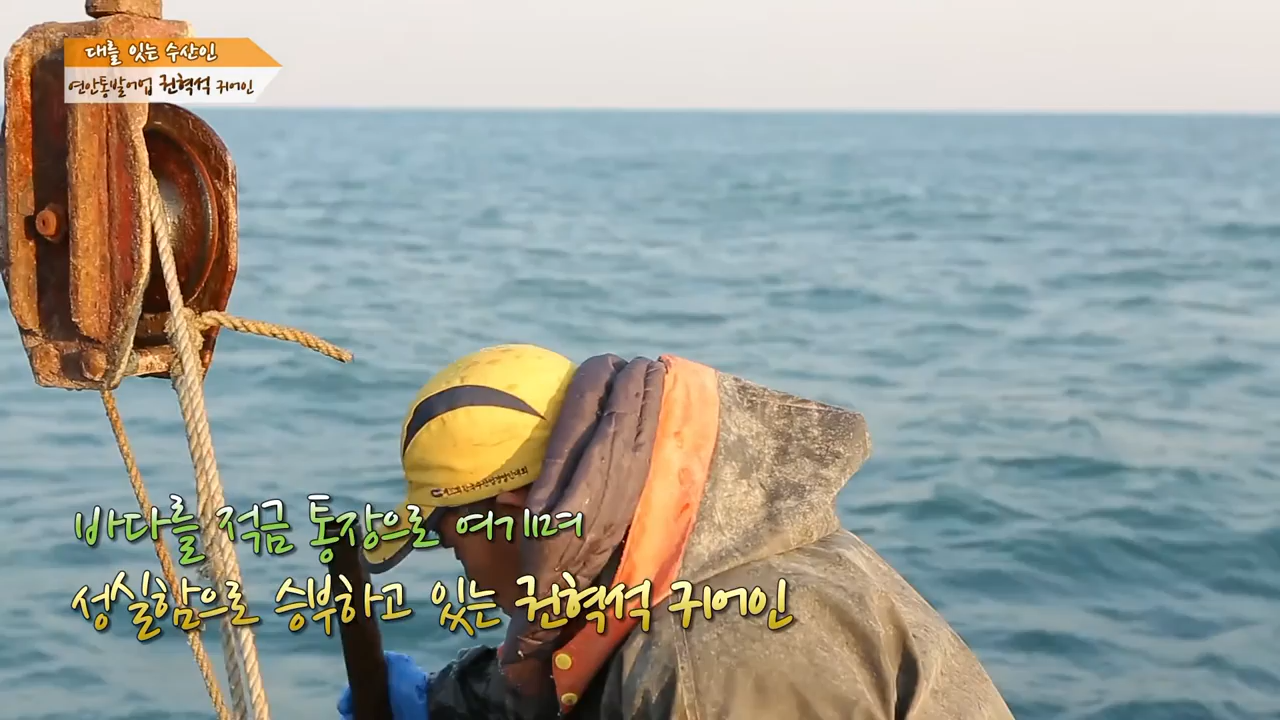 대를 잇는 수산인
연안통발어업 권혁석 귀어인
바다를 적금 통장으로 여기며
성실함으로 승부하고 있는 권혁석 귀어인